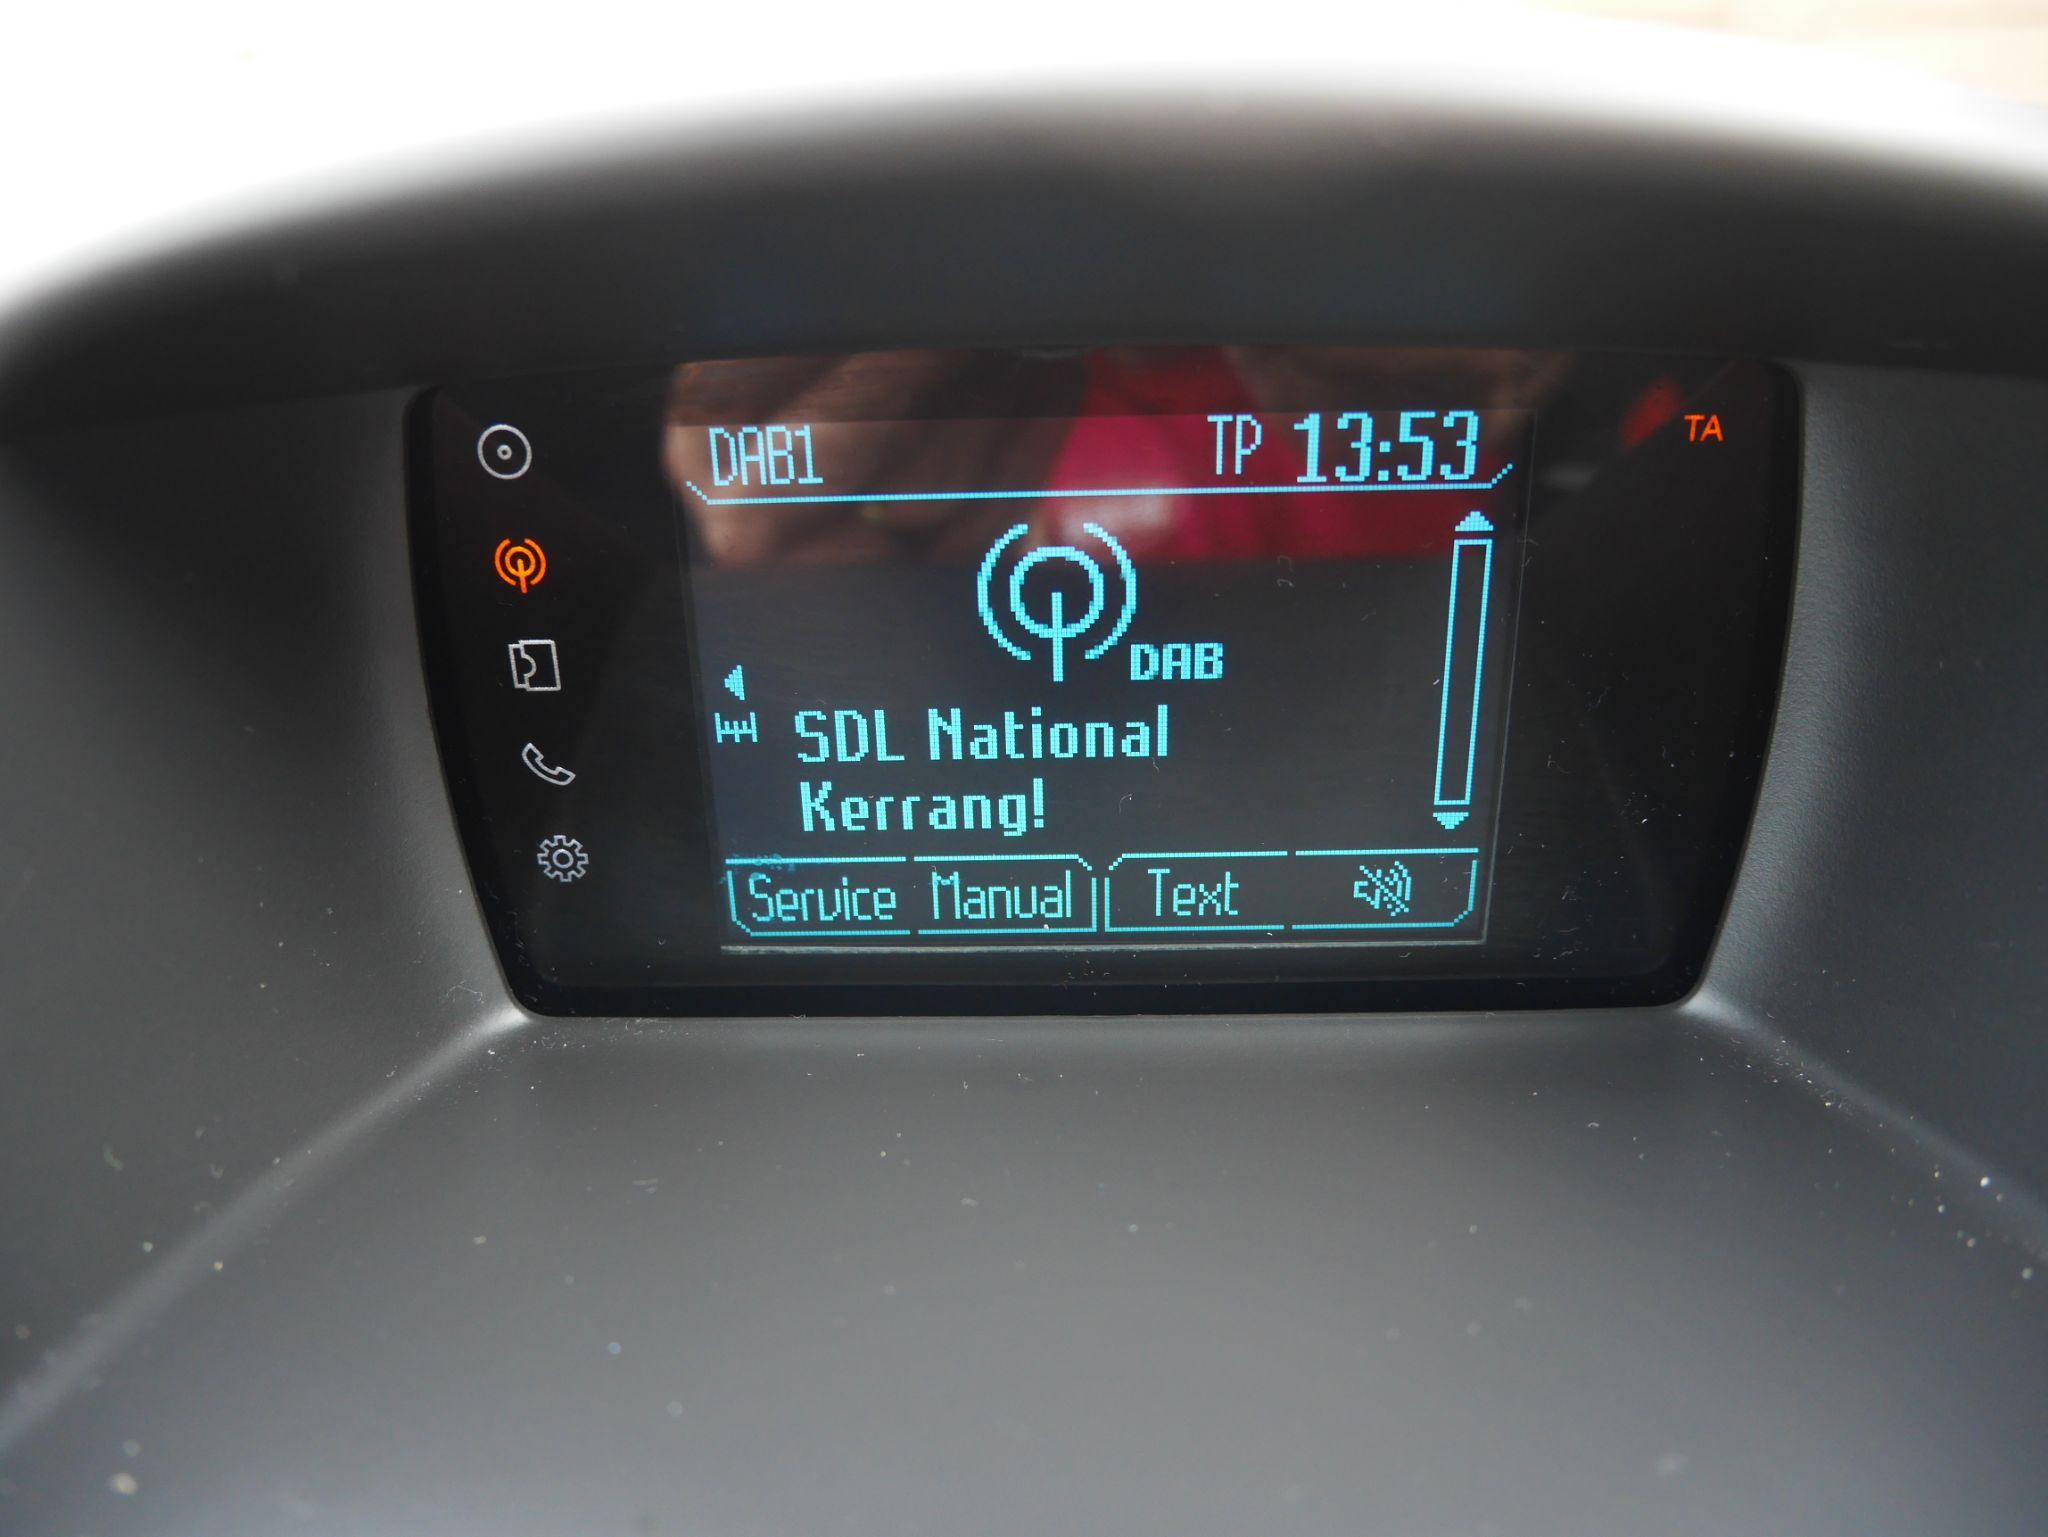 DAB1 TP 13:53 TA
DAB
SDL National
Kerrang!
Service Manual Text